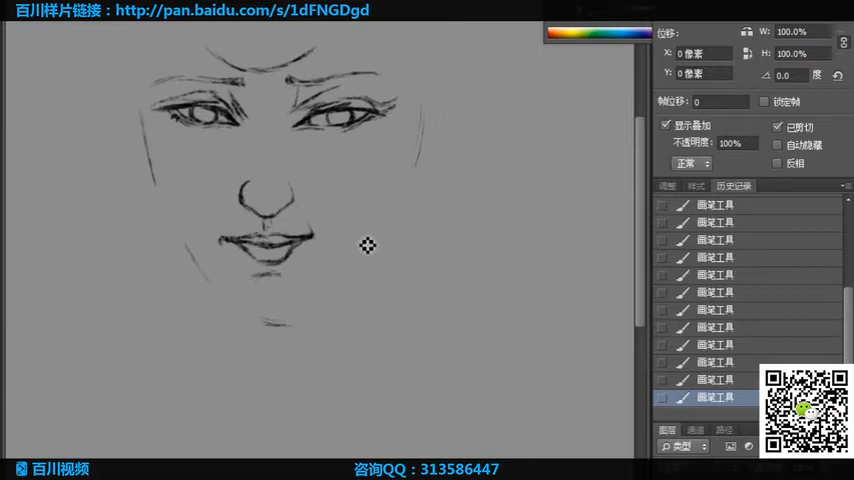 百川样片链接：http://pan.baidu.com/s/1dFNGDgd
位移: W: 100.0%
X: 0 像素 H: 100.0%
Y: 0 像素 0.0 度
帧位移: 0 锁定帧
显示叠加 已剪切
不透明度: 100% 自动隐藏
正常 反相
调整 样式 历史记录
画笔工具
画笔工具
画笔工具
画笔工具
画笔工具
画笔工具
画笔工具
画笔工具
画笔工具
画笔工具
画笔工具
画笔工具
图层 通道 路径
类型
百川视频 咨询QQ：313586447